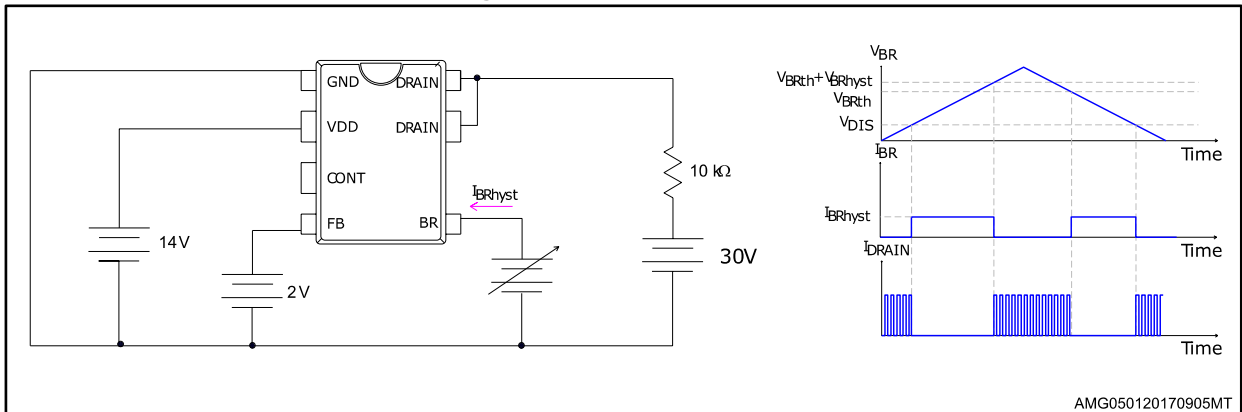 GND
DRAIN
VDD
DRAIN
CONT
FB
BR
14V
2V
IBRhyst
10 kΩ
30V
VBR
VBRth+VBRhyst
VBRth
VDIS
Time
IBR
IBRhyst
Time
IDRAIN
Time
AMG050120170905MT